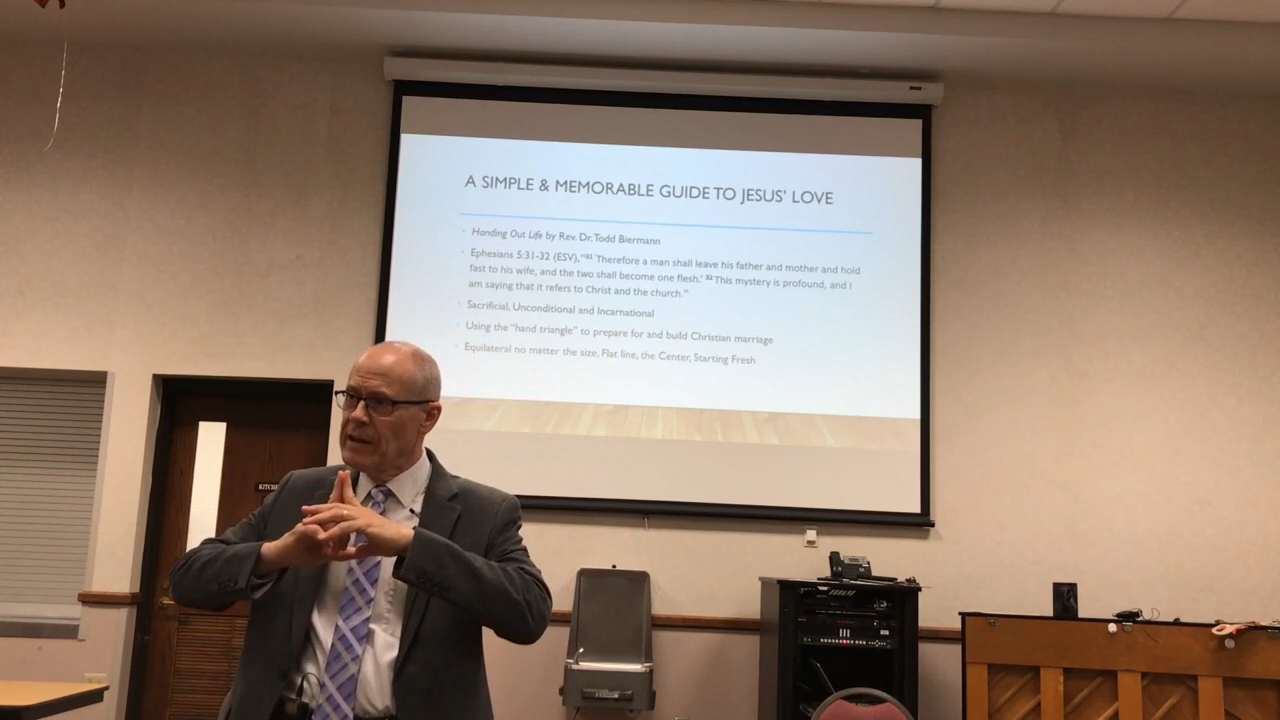 A SIMPLE & MEMORABLE GUIDE TO JESUS' LOVE
Handing Out Life by Rev. Dr. Todd Biermann
Ephesians 5:31-32 (ESV), "³¹ 'Therefore a man shall leave his father and mother and hold
fast to his wife, and the two shall become one flesh.' ³² This mystery is profound, and I
am saying that it refers to Christ and the church."
Sacrificial, Unconditional and Incarnational
Using the "hand triangle" to prepare for and build Christian marriage
Equilateral no matter the size, Flat line, the Center, Starting Fresh